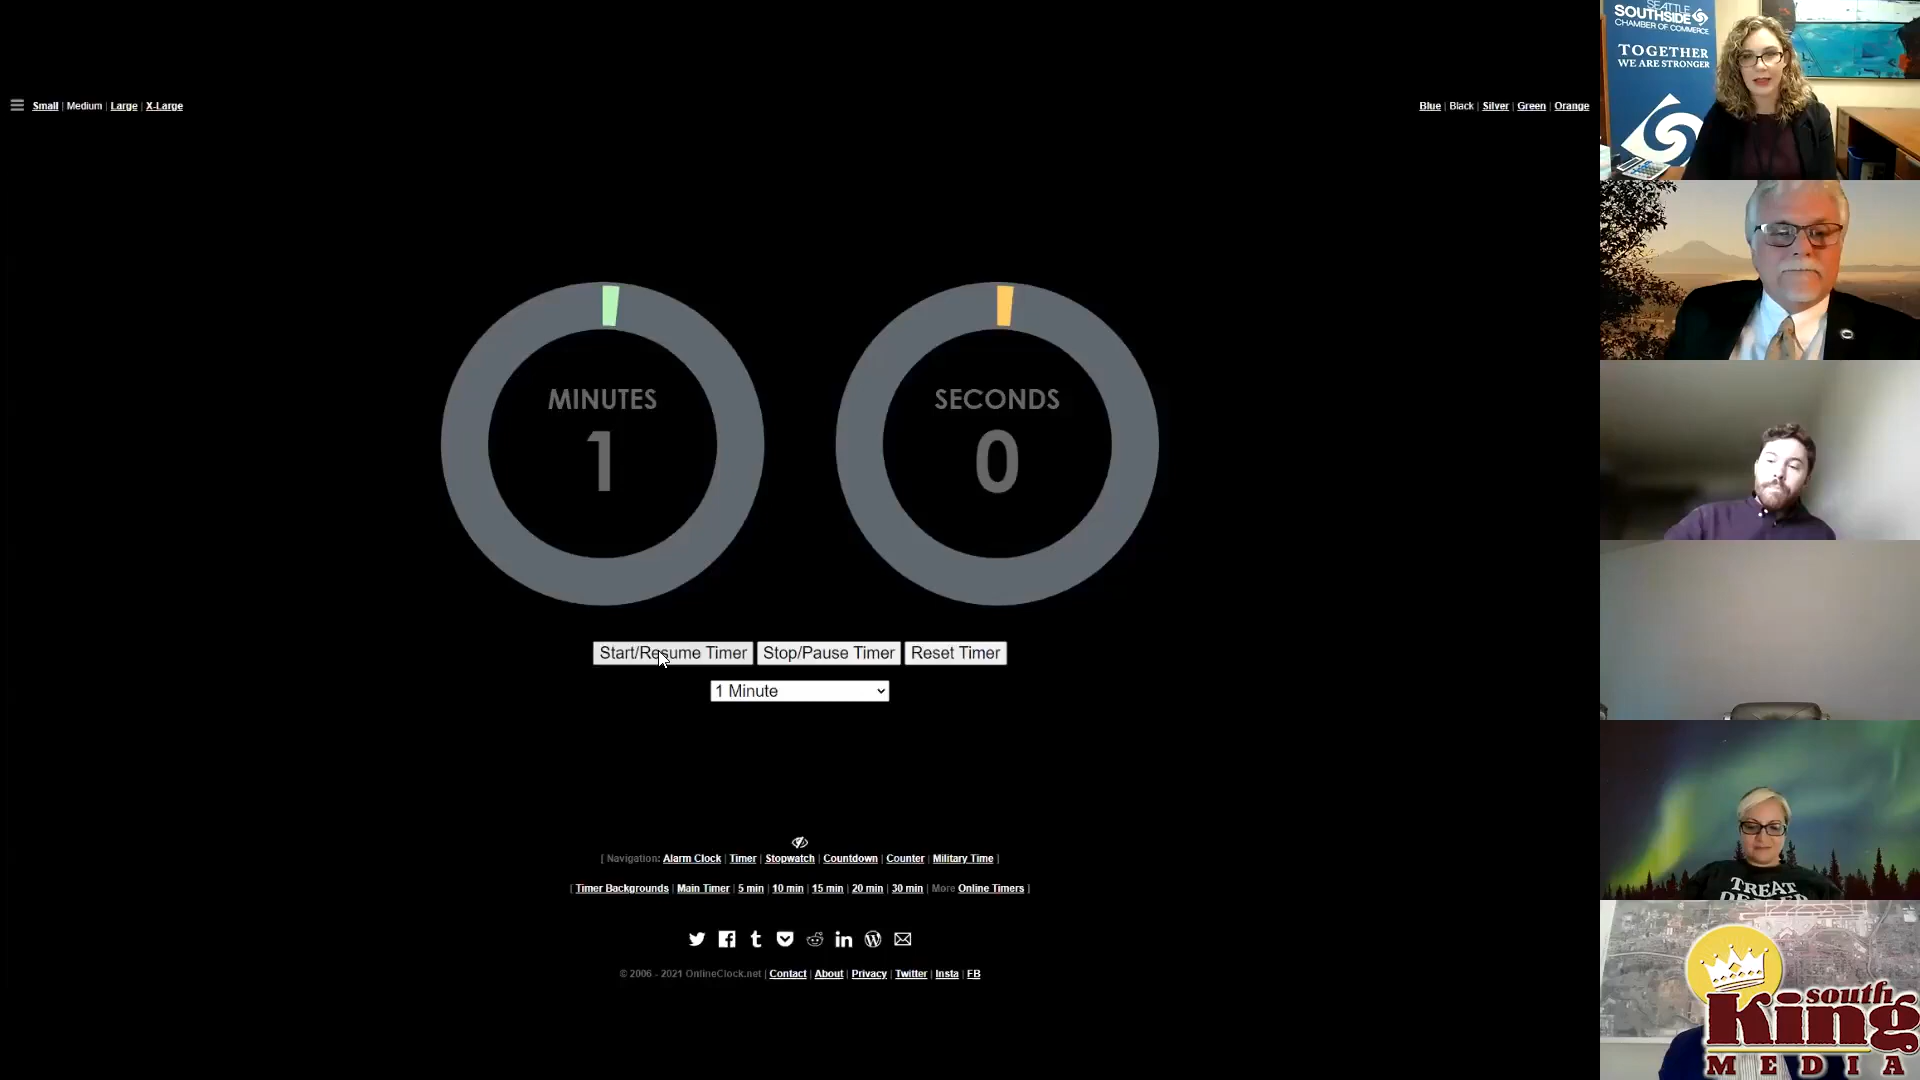 Small | Medium | Large | X-Large
Blue | Black | Silver | Green | Orange
MINUTES
1
SECONDS
0
Start/Resume Timer
Stop/Pause Timer
Reset Timer
1 Minute
[ Navigation: Alarm Clock | Timer | Stopwatch | Countdown | Counter | Military Time ]
[ Timer Backgrounds | Main Timer | 5 min | 10 min | 15 min | 20 min | 30 min | More Online Timers ]
© 2006 - 2021 OnlineClock.net | Contact | About | Privacy | Twitter | Insta | FB
SEATTLE
SOUTHSIDE
CHAMBER OF COMMERCE
TOGETHER
WE ARE STRONGER
TREAT
south
King
MEDIA